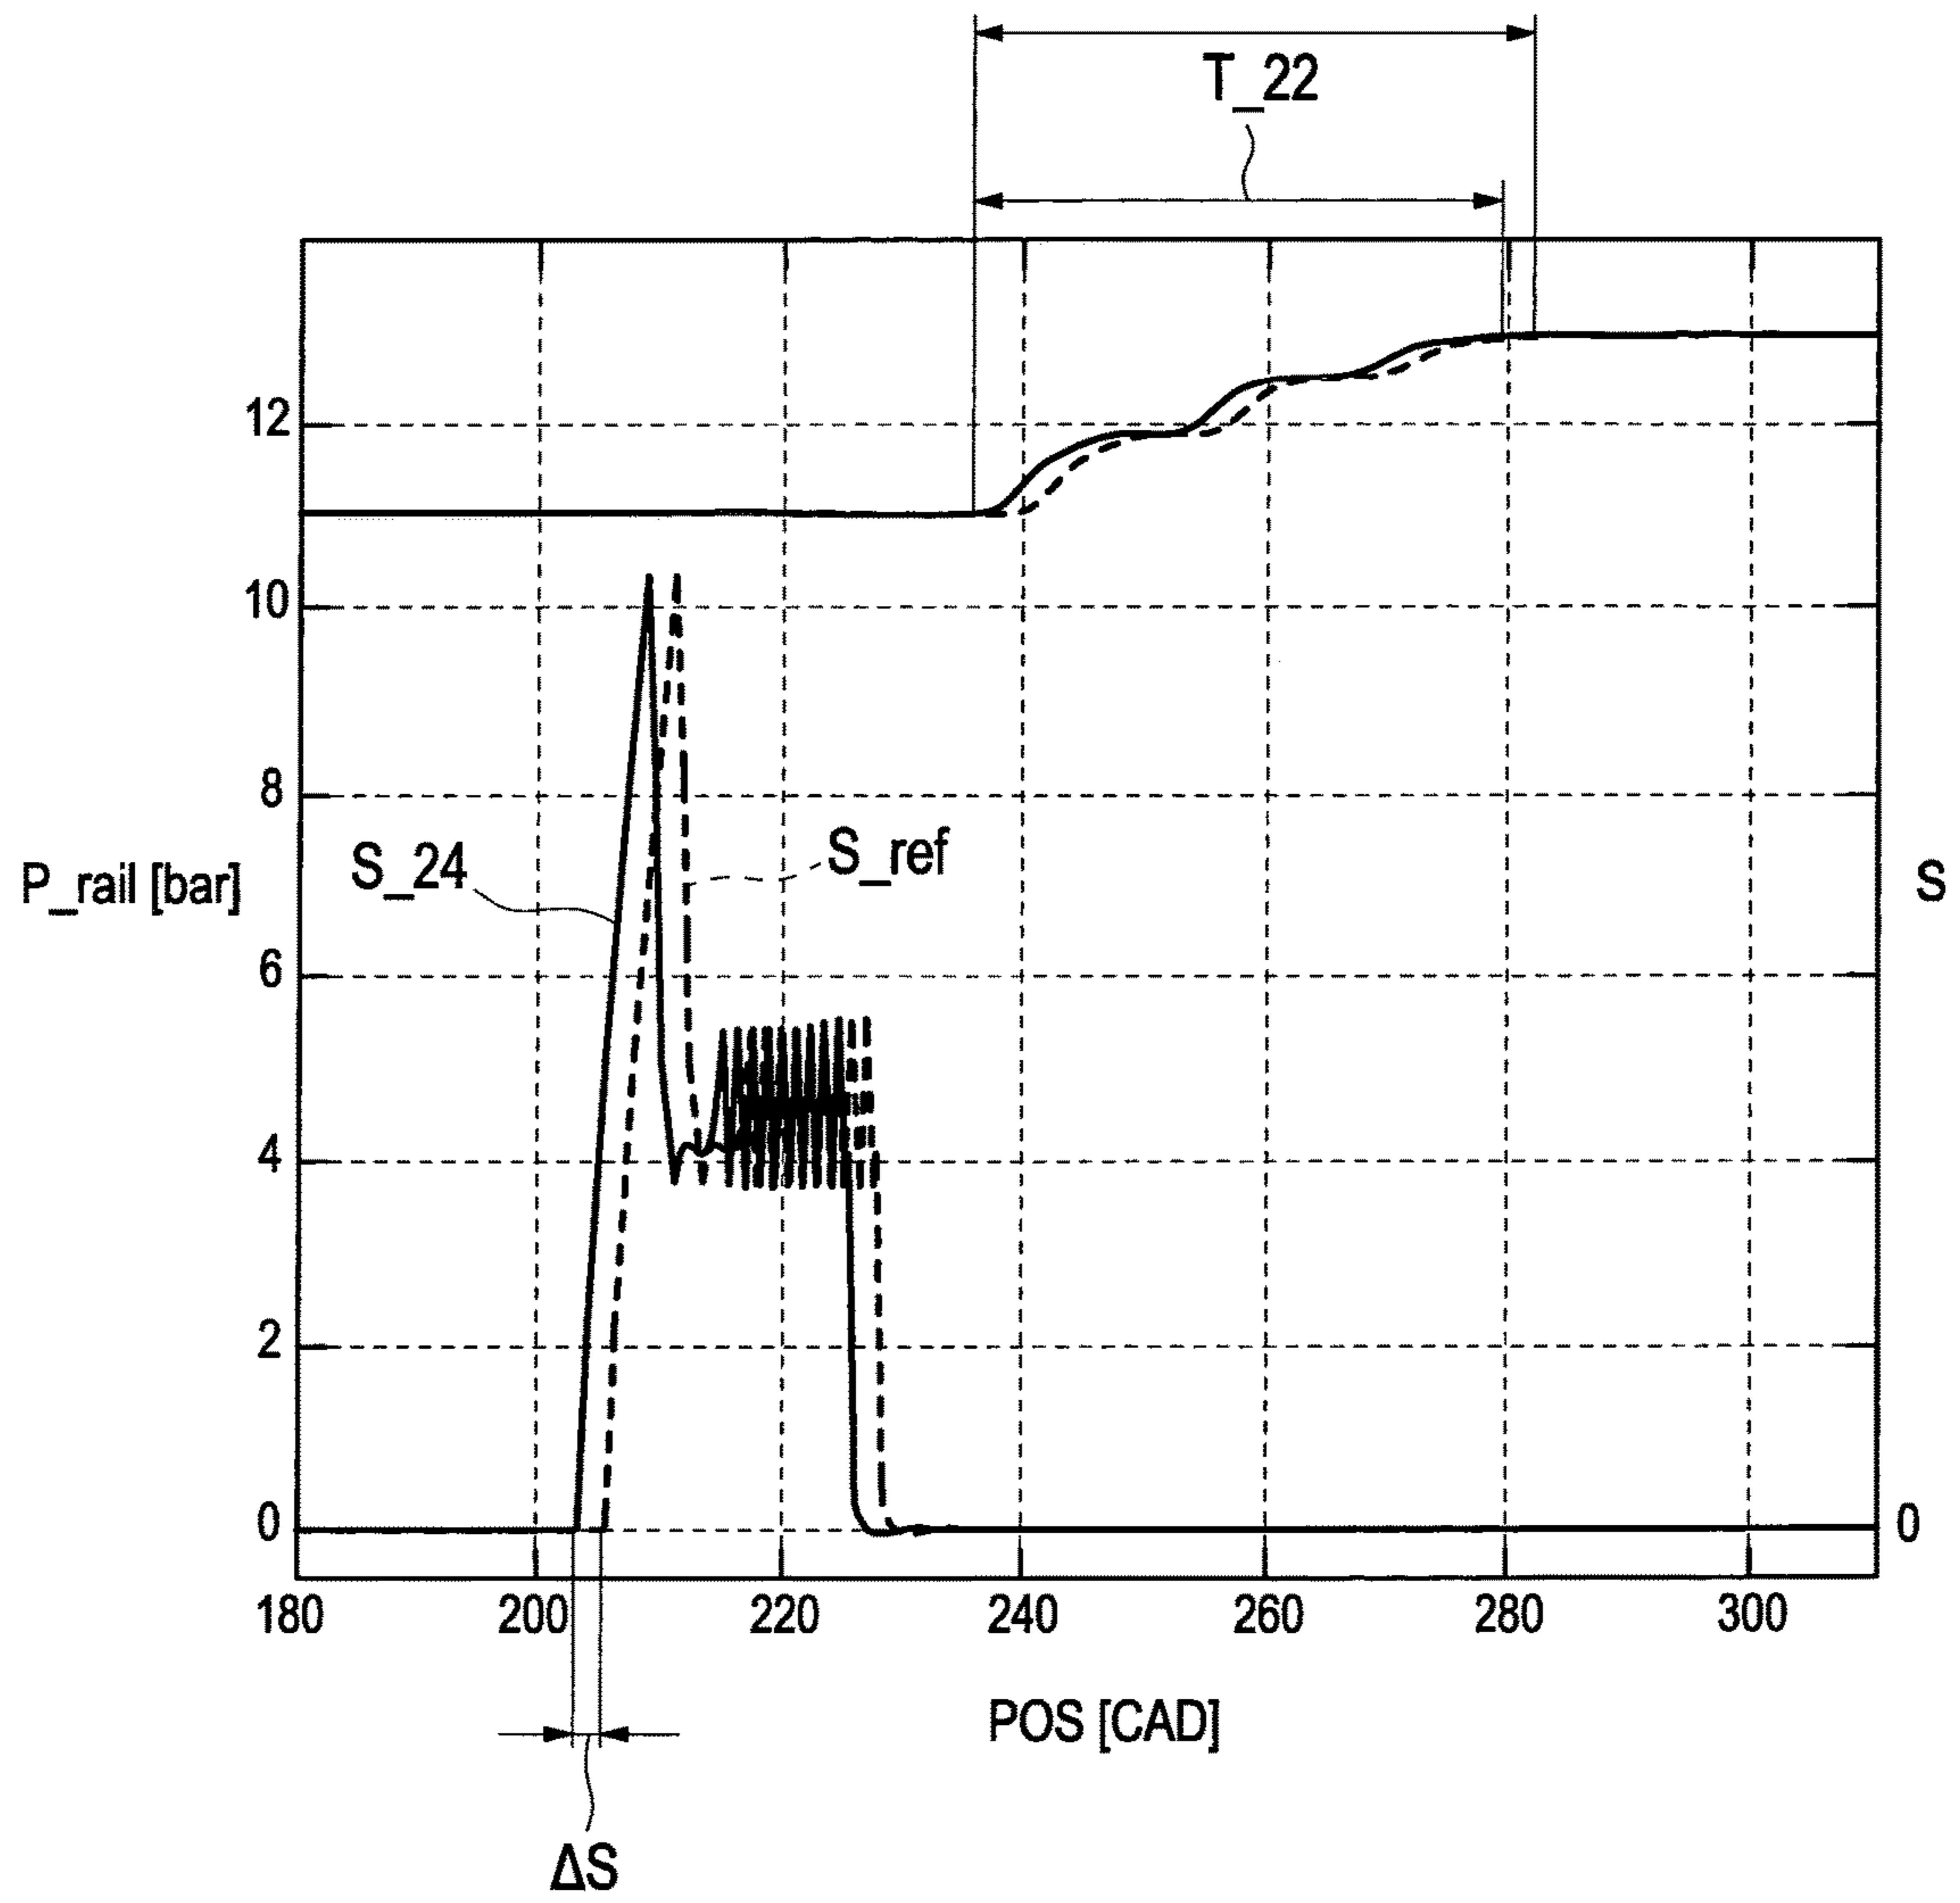 T_22
12
10
8
S_24
S_ref
P_rail [bar]
S
6
4
2
0
0
180 200 220 240 260 280 300
POS [CAD]
ΔS